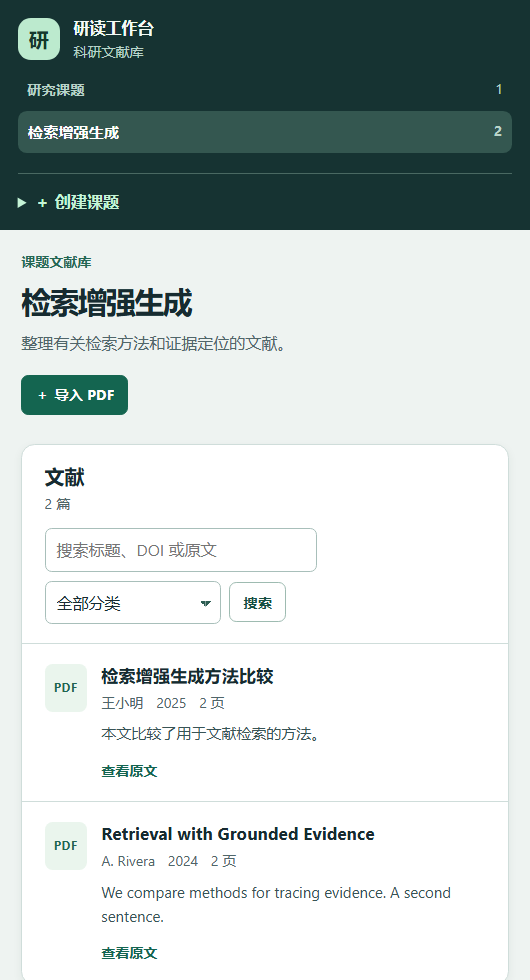 研
研读工作台
科研文献库
研究课题 1
检索增强生成 2
+ 创建课题
课题文献库
检索增强生成
整理有关检索方法和证据定位的文献。
+ 导入 PDF
文献
2 篇
搜索标题、DOI 或原文
全部分类
搜索
PDF
检索增强生成方法比较
王小明 2025 2 页
本文比较了用于文献检索的方法。
查看原文
PDF
Retrieval with Grounded Evidence
A. Rivera 2024 2 页
We compare methods for tracing evidence. A second
sentence.
查看原文